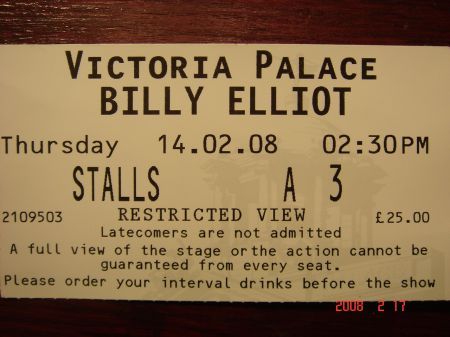 VICTORIA PALACE
BILLY ELLIOT
Thursday 14.02.08 02:30PM
STALLS A 3
2109503 RESTRICTED VIEW £25.00
Latecomers are not admitted
A full view of the stage orthe action cannot be
guaranteed from every seat.
Please order your interval drinks before the show
2008 2 17